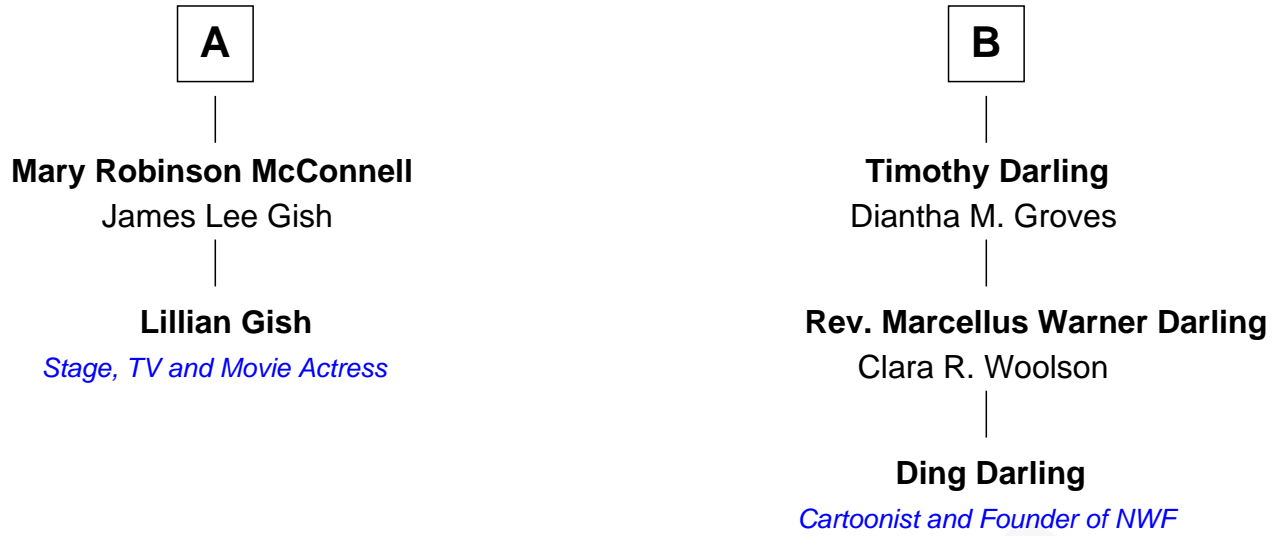 A
Mary Robinson McConnell
James Lee Gish
Lillian Gish
Stage, TV and Movie Actress
B
Timothy Darling
Diantha M. Groves
Rev. Marcellus Warner Darling
Clara R. Woolson
Ding Darling
Cartoonist and Founder of NWF